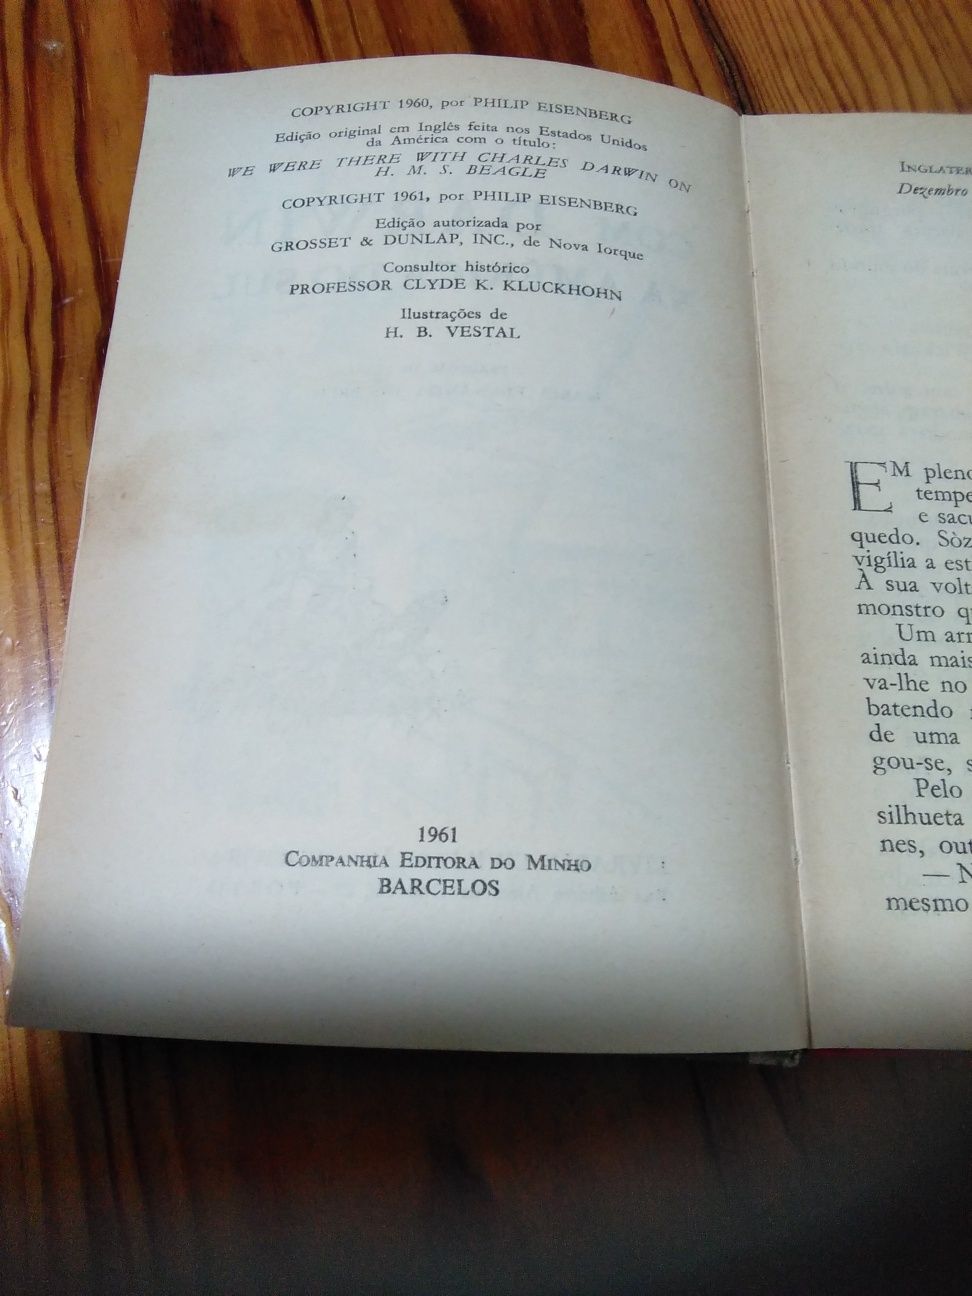 COPYRIGHT 1960, por PHILIP EISENBERG
Edição original em Inglês feita nos Estados Unidos
da América com o título:
WE WERE THERE WITH CHARLES DARWIN ON
H. M. S. BEAGLE
COPYRIGHT 1961, por PHILIP EISENBERG
Edição autorizada por
GROSSET & DUNLAP, INC., de Nova Iorque
Consultor histórico
PROFESSOR CLYDE K. KLUCKHOHN
Ilustrações de
H. B. VESTAL
1961
COMPANHIA EDITORA DO MINHO
BARCELOS
INGLATER
Dezembro
EM pleno
tempe
e sacu
quedo. Sòz
vigília a est
À sua volt
monstro q
Um arr
ainda mais
va-lhe no
batendo
de uma
gou-se, s
Pelo
silhueta
nes, out
— N
mesmo